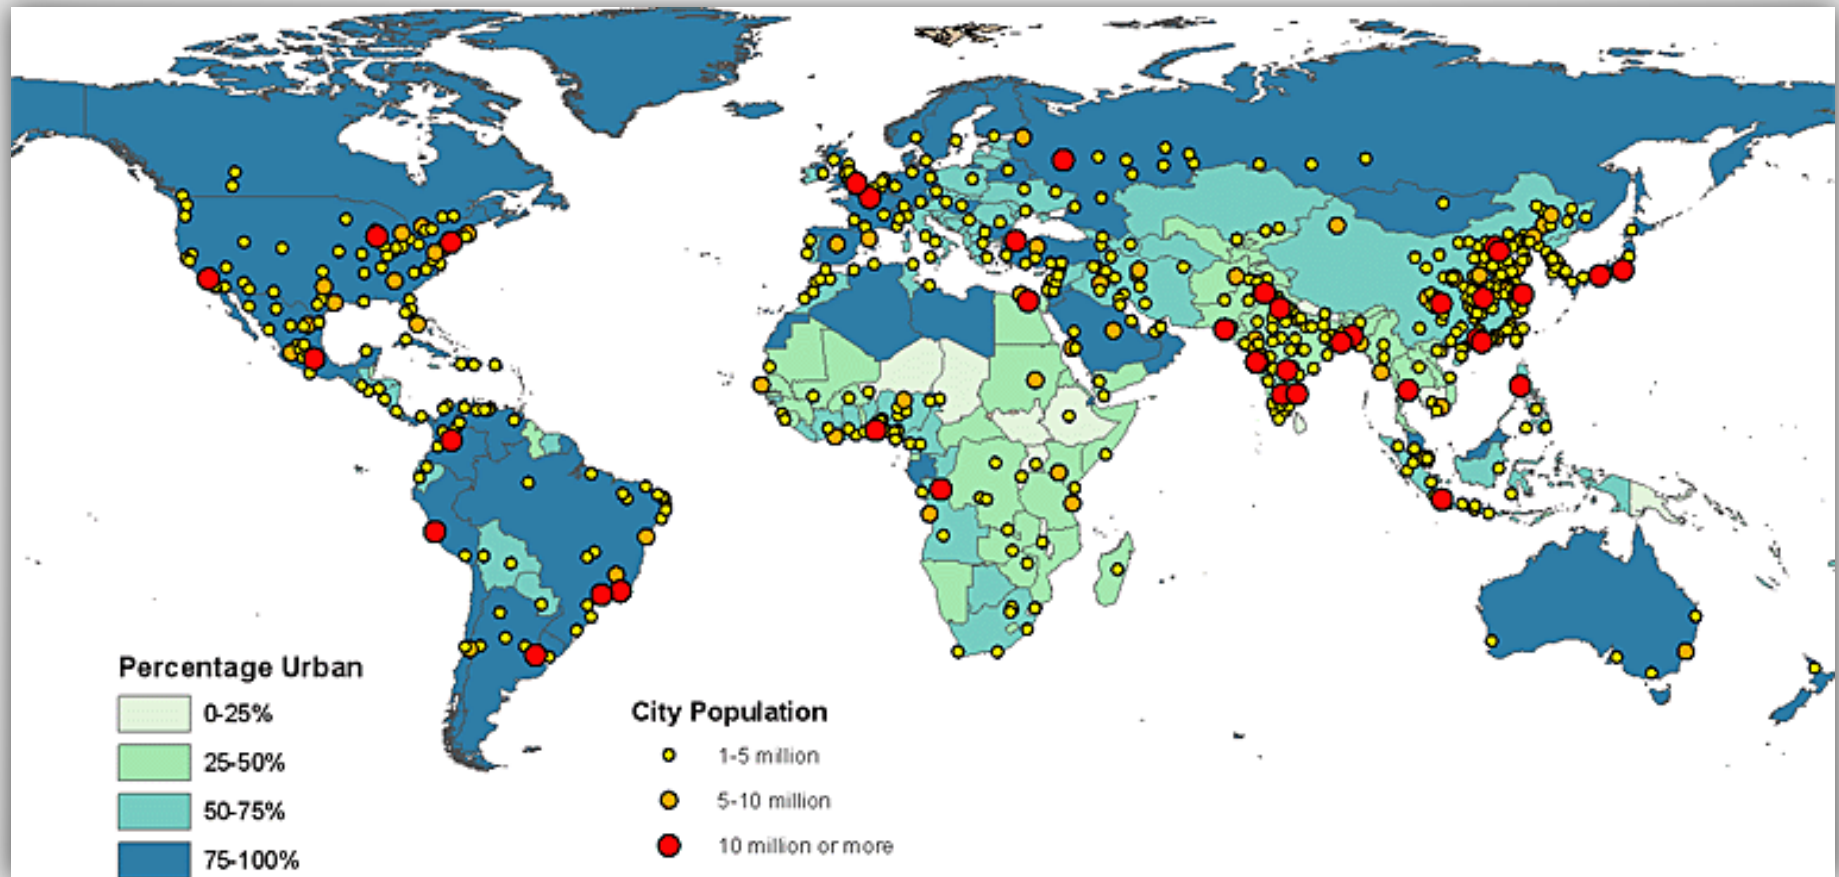 Percentage Urban
0-25%
25-50%
50-75%
75-100%
City Population
1-5 million
5-10 million
10 million or more